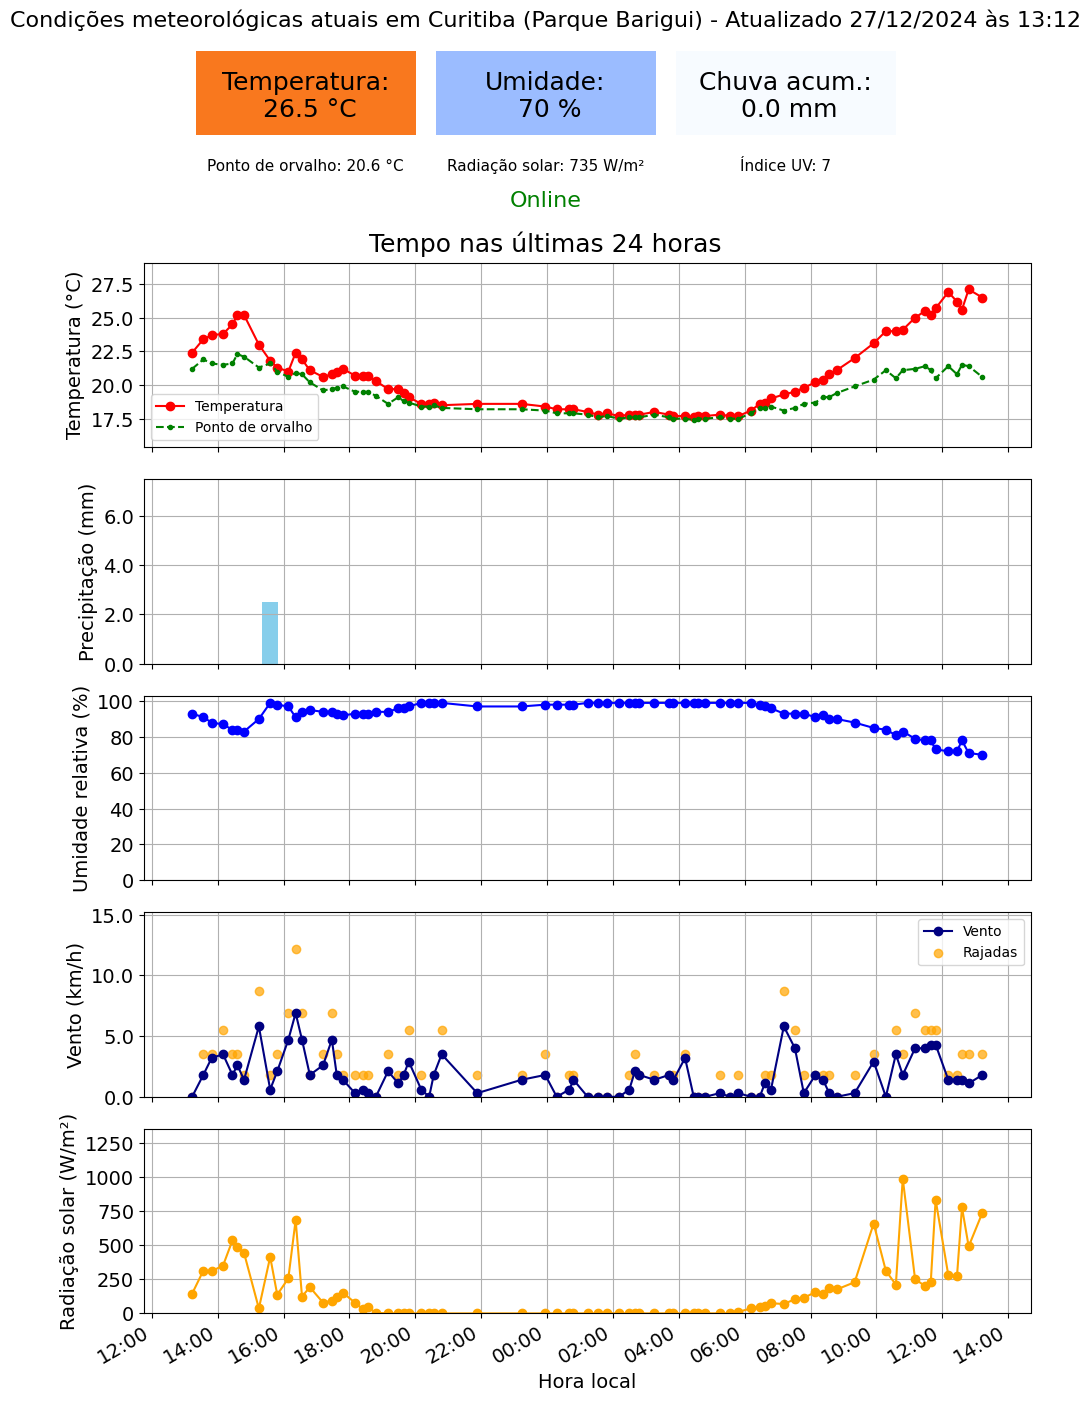 Condições meteorológicas atuais em Curitiba (Parque Barigui) - Atualizado 27/12/2024 às 13:12
Temperatura:
26.5 °C
Umidade:
70 %
Chuva acum.:
0.0 mm
Ponto de orvalho: 20.6 °C
Radiação solar: 735 W/m²
Índice UV: 7
Online
Tempo nas últimas 24 horas
Temperatura (°C)
27.5
25.0
22.5
20.0
17.5
Temperatura
Ponto de orvalho
Precipitação (mm)
6.0
4.0
2.0
0.0
Umidade relativa (%)
100
80
60
40
20
0
Vento (km/h)
15.0
10.0
5.0
0.0
Vento
Rajadas
Radiação solar (W/m²)
1250
1000
750
500
250
0
12:00
14:00
16:00
18:00
20:00
22:00
00:00
02:00
04:00
06:00
08:00
10:00
12:00
14:00
Hora local